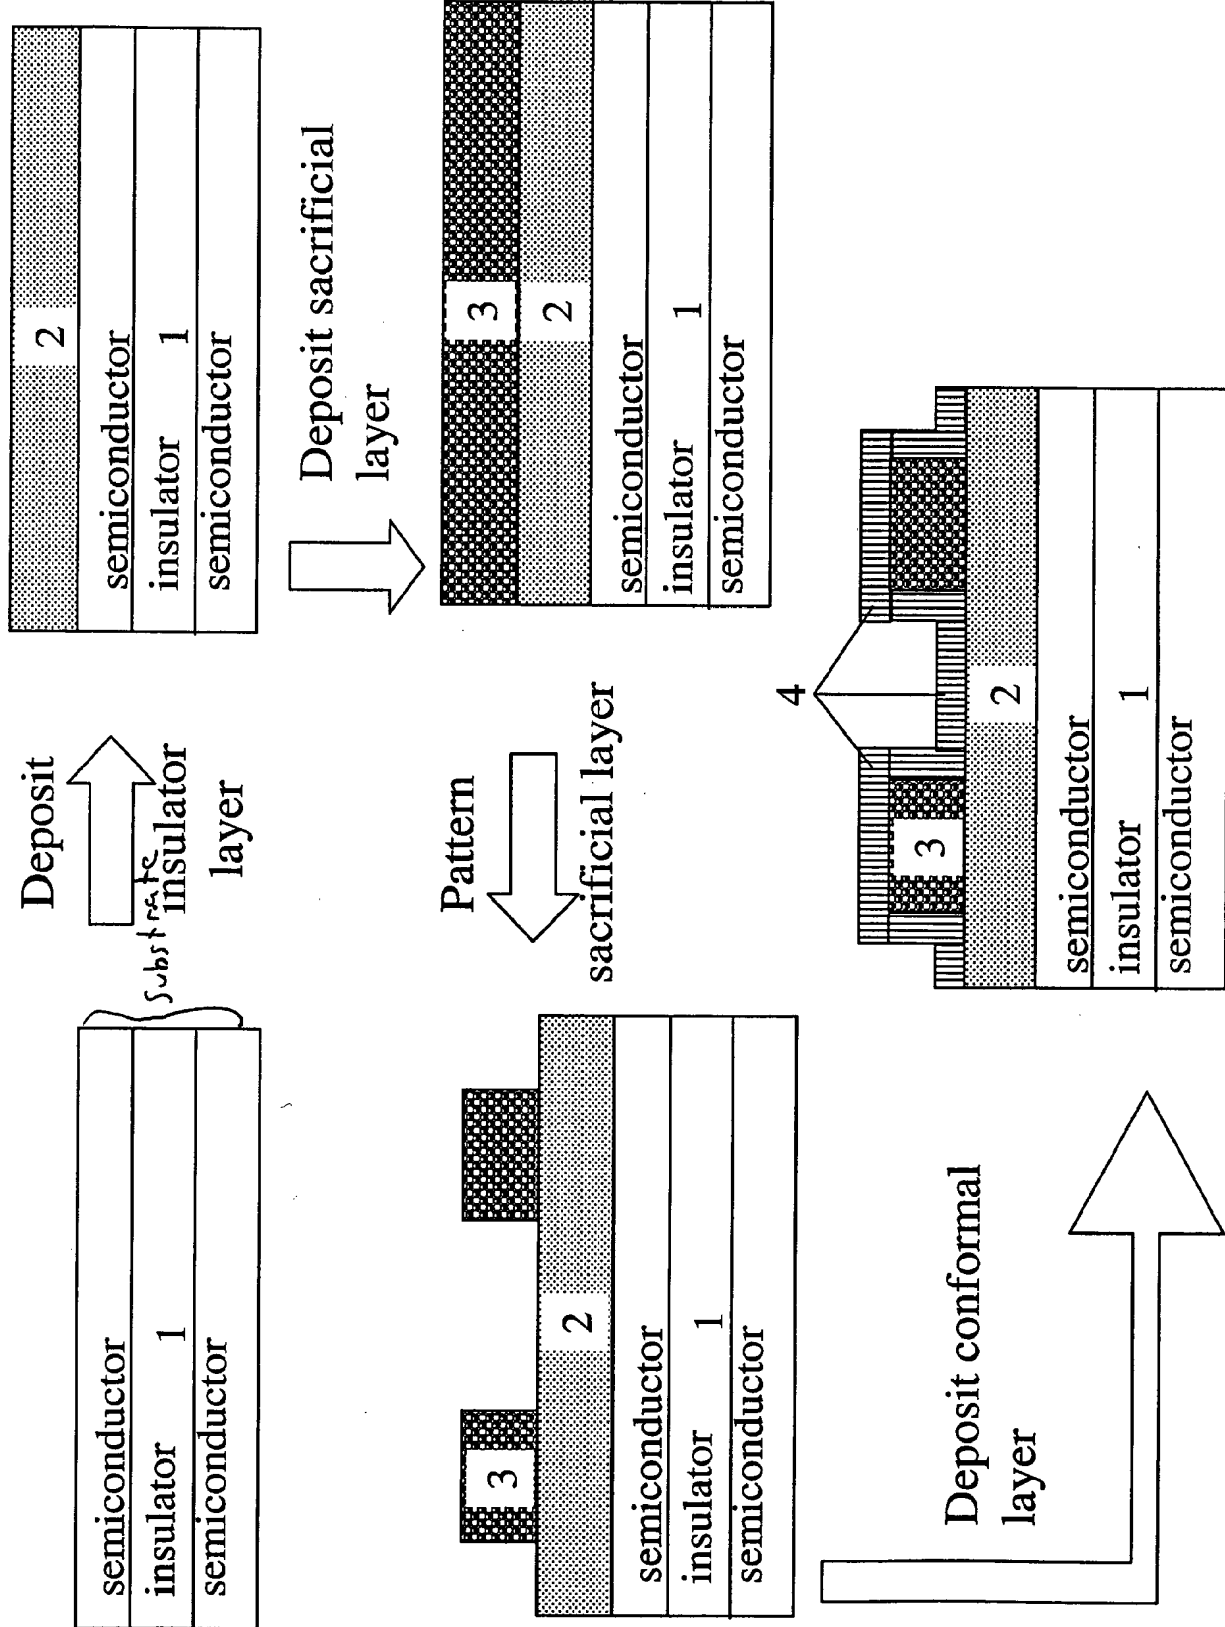 semiconductor
insulator 1
semiconductor
Substrate
Deposit
insulator
layer
2
semiconductor
insulator 1
semiconductor
Deposit sacrificial
layer
3
2
semiconductor
insulator 1
semiconductor
Pattern
sacrificial layer
3
2
semiconductor
insulator 1
semiconductor
Deposit conformal
layer
4
3
2
semiconductor
insulator 1
semiconductor